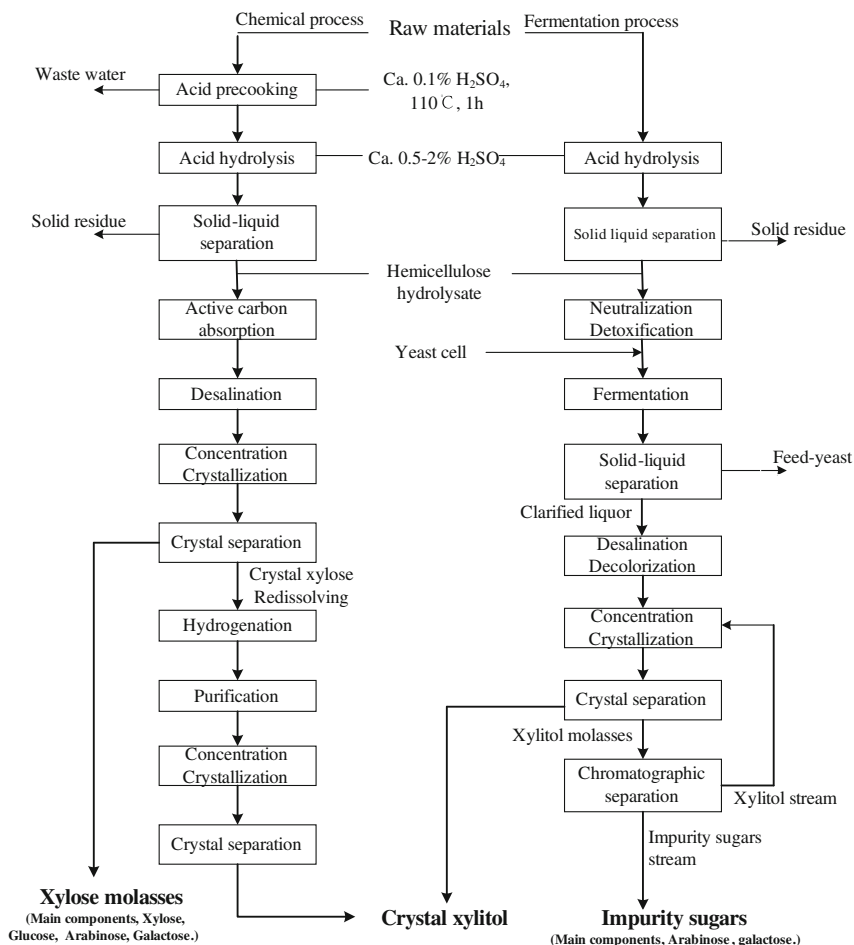 Chemical process
Raw materials
Fermentation process
Waste water
Acid precooking
Ca. 0.1% H₂SO₄,
110℃, 1h
Acid hydrolysis
Ca. 0.5-2% H₂SO₄
Acid hydrolysis
Solid residue
Solid-liquid
separation
Solid liquid separation
Solid residue
Hemicellulose
hydrolysate
Active carbon
absorption
Neutralization
Detoxification
Yeast cell
Desalination
Fermentation
Concentration
Crystallization
Solid-liquid
separation
Feed-yeast
Clarified liquor
Crystal separation
Desalination
Decolorization
Crystal xylose
Redissolving
Hydrogenation
Concentration
Crystallization
Purification
Crystal separation
Xylitol molasses
Concentration
Crystallization
Chromatographic
separation
Xylitol stream
Crystal separation
Impurity sugars
stream
Xylose molasses
(Main components, Xylose,
Glucose, Arabinose, Galactose.)
Crystal xylitol
Impurity sugars
(Main components, Arabinose, galactose.)